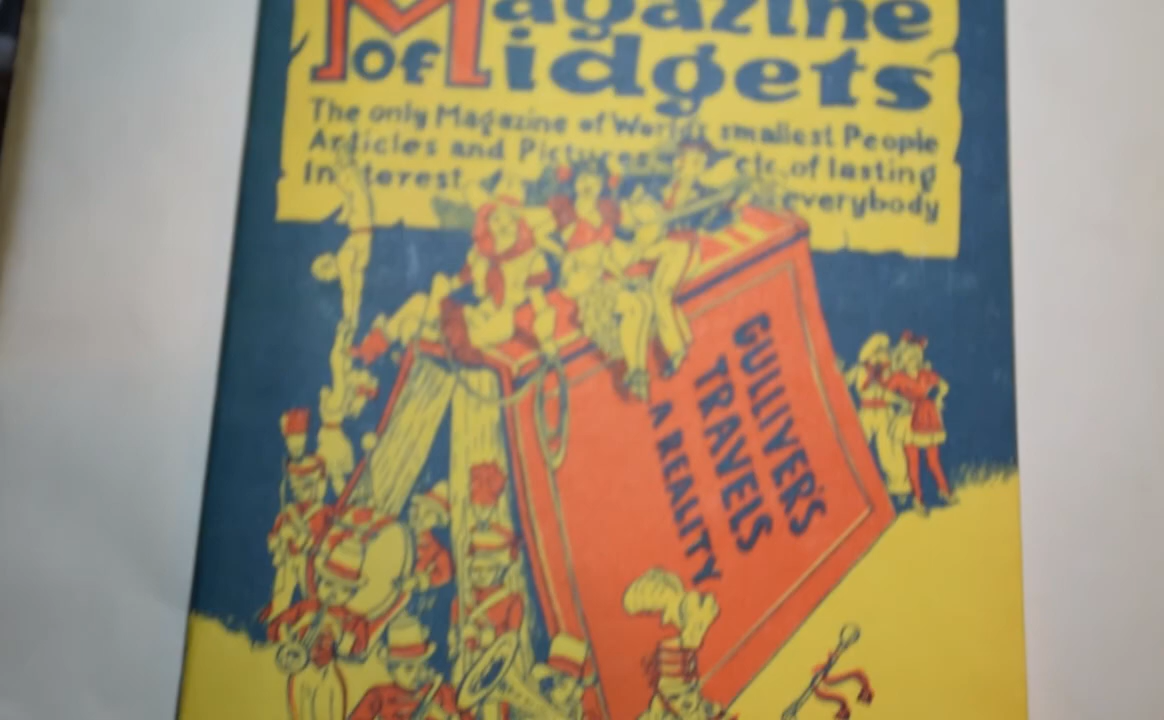 Magazine
of Midgets
The only Magazine of World's smallest People
Articles and Pictures etc. of lasting
Interest everybody
GULLIVER'S
TRAVELS
A REALITY